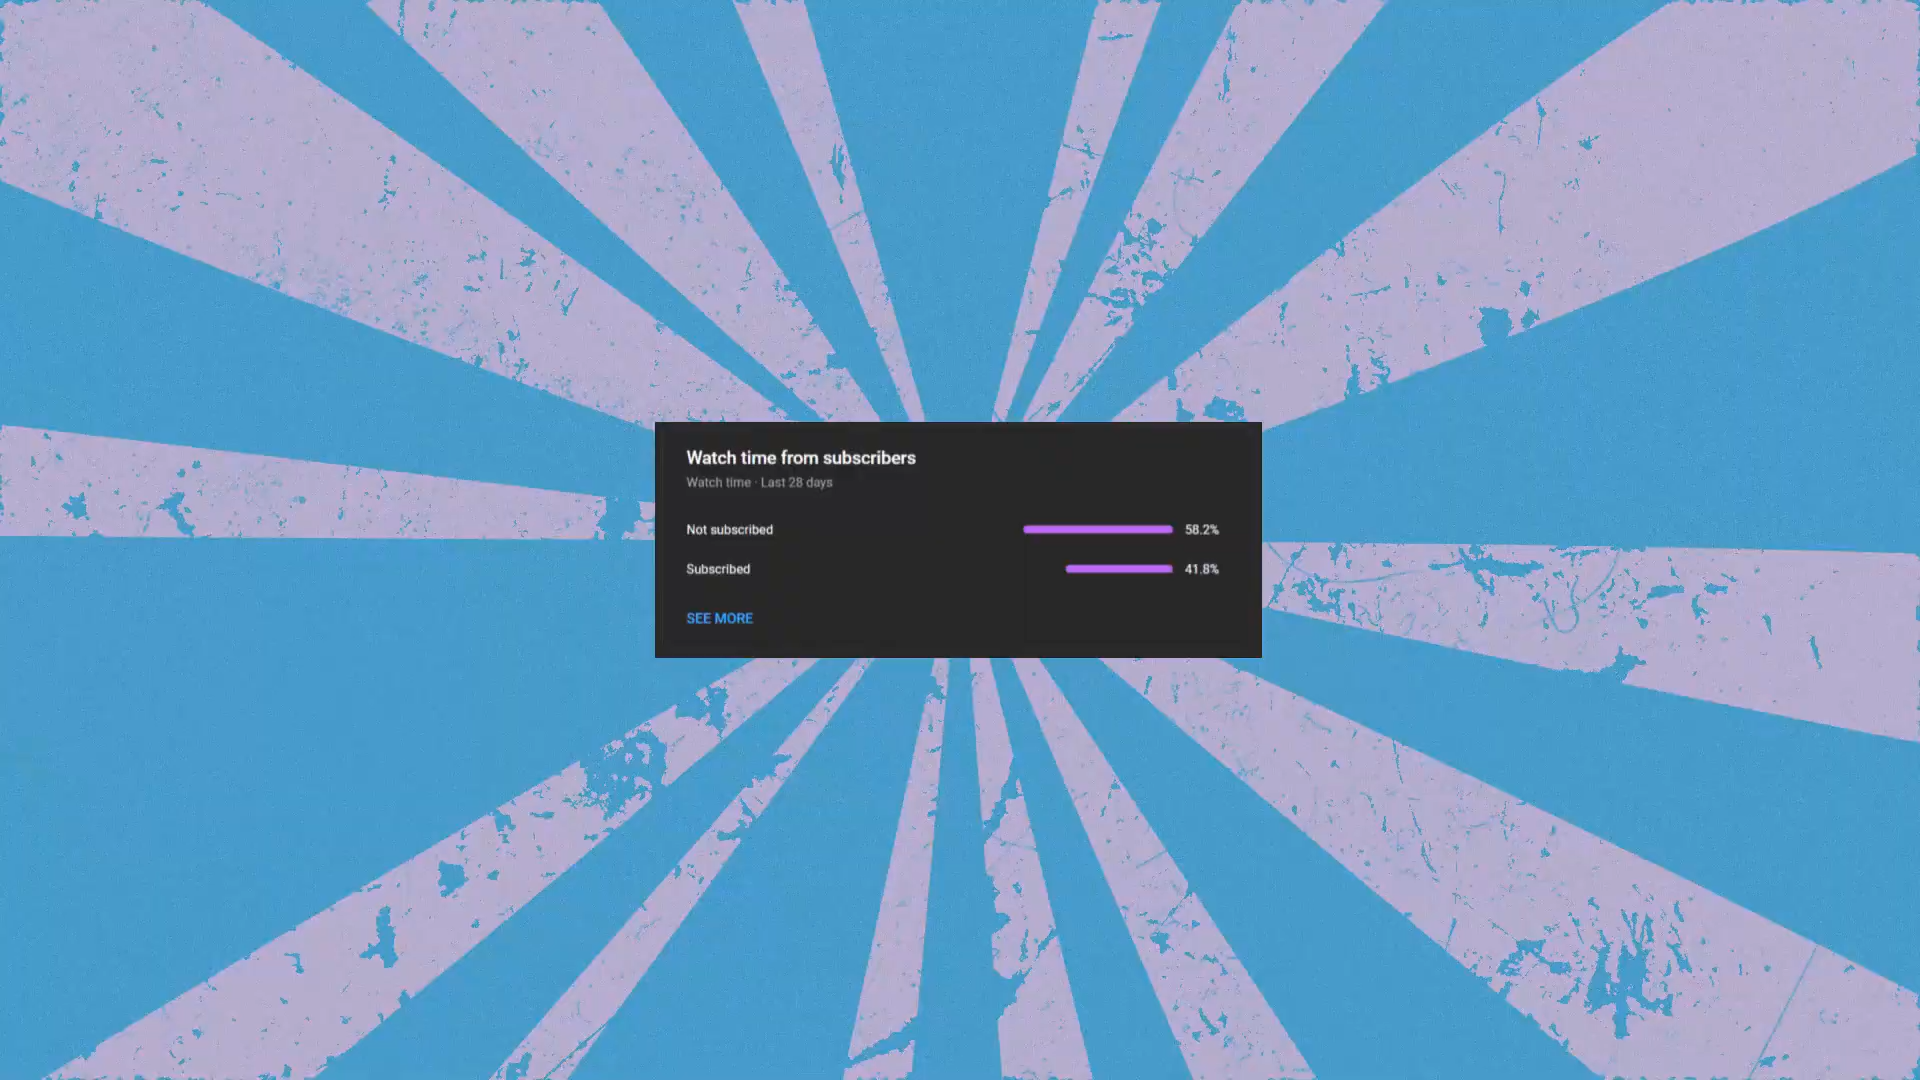 Watch time from subscribers
Watch time · Last 28 days
Not subscribed 58.2%
Subscribed 41.8%
SEE MORE